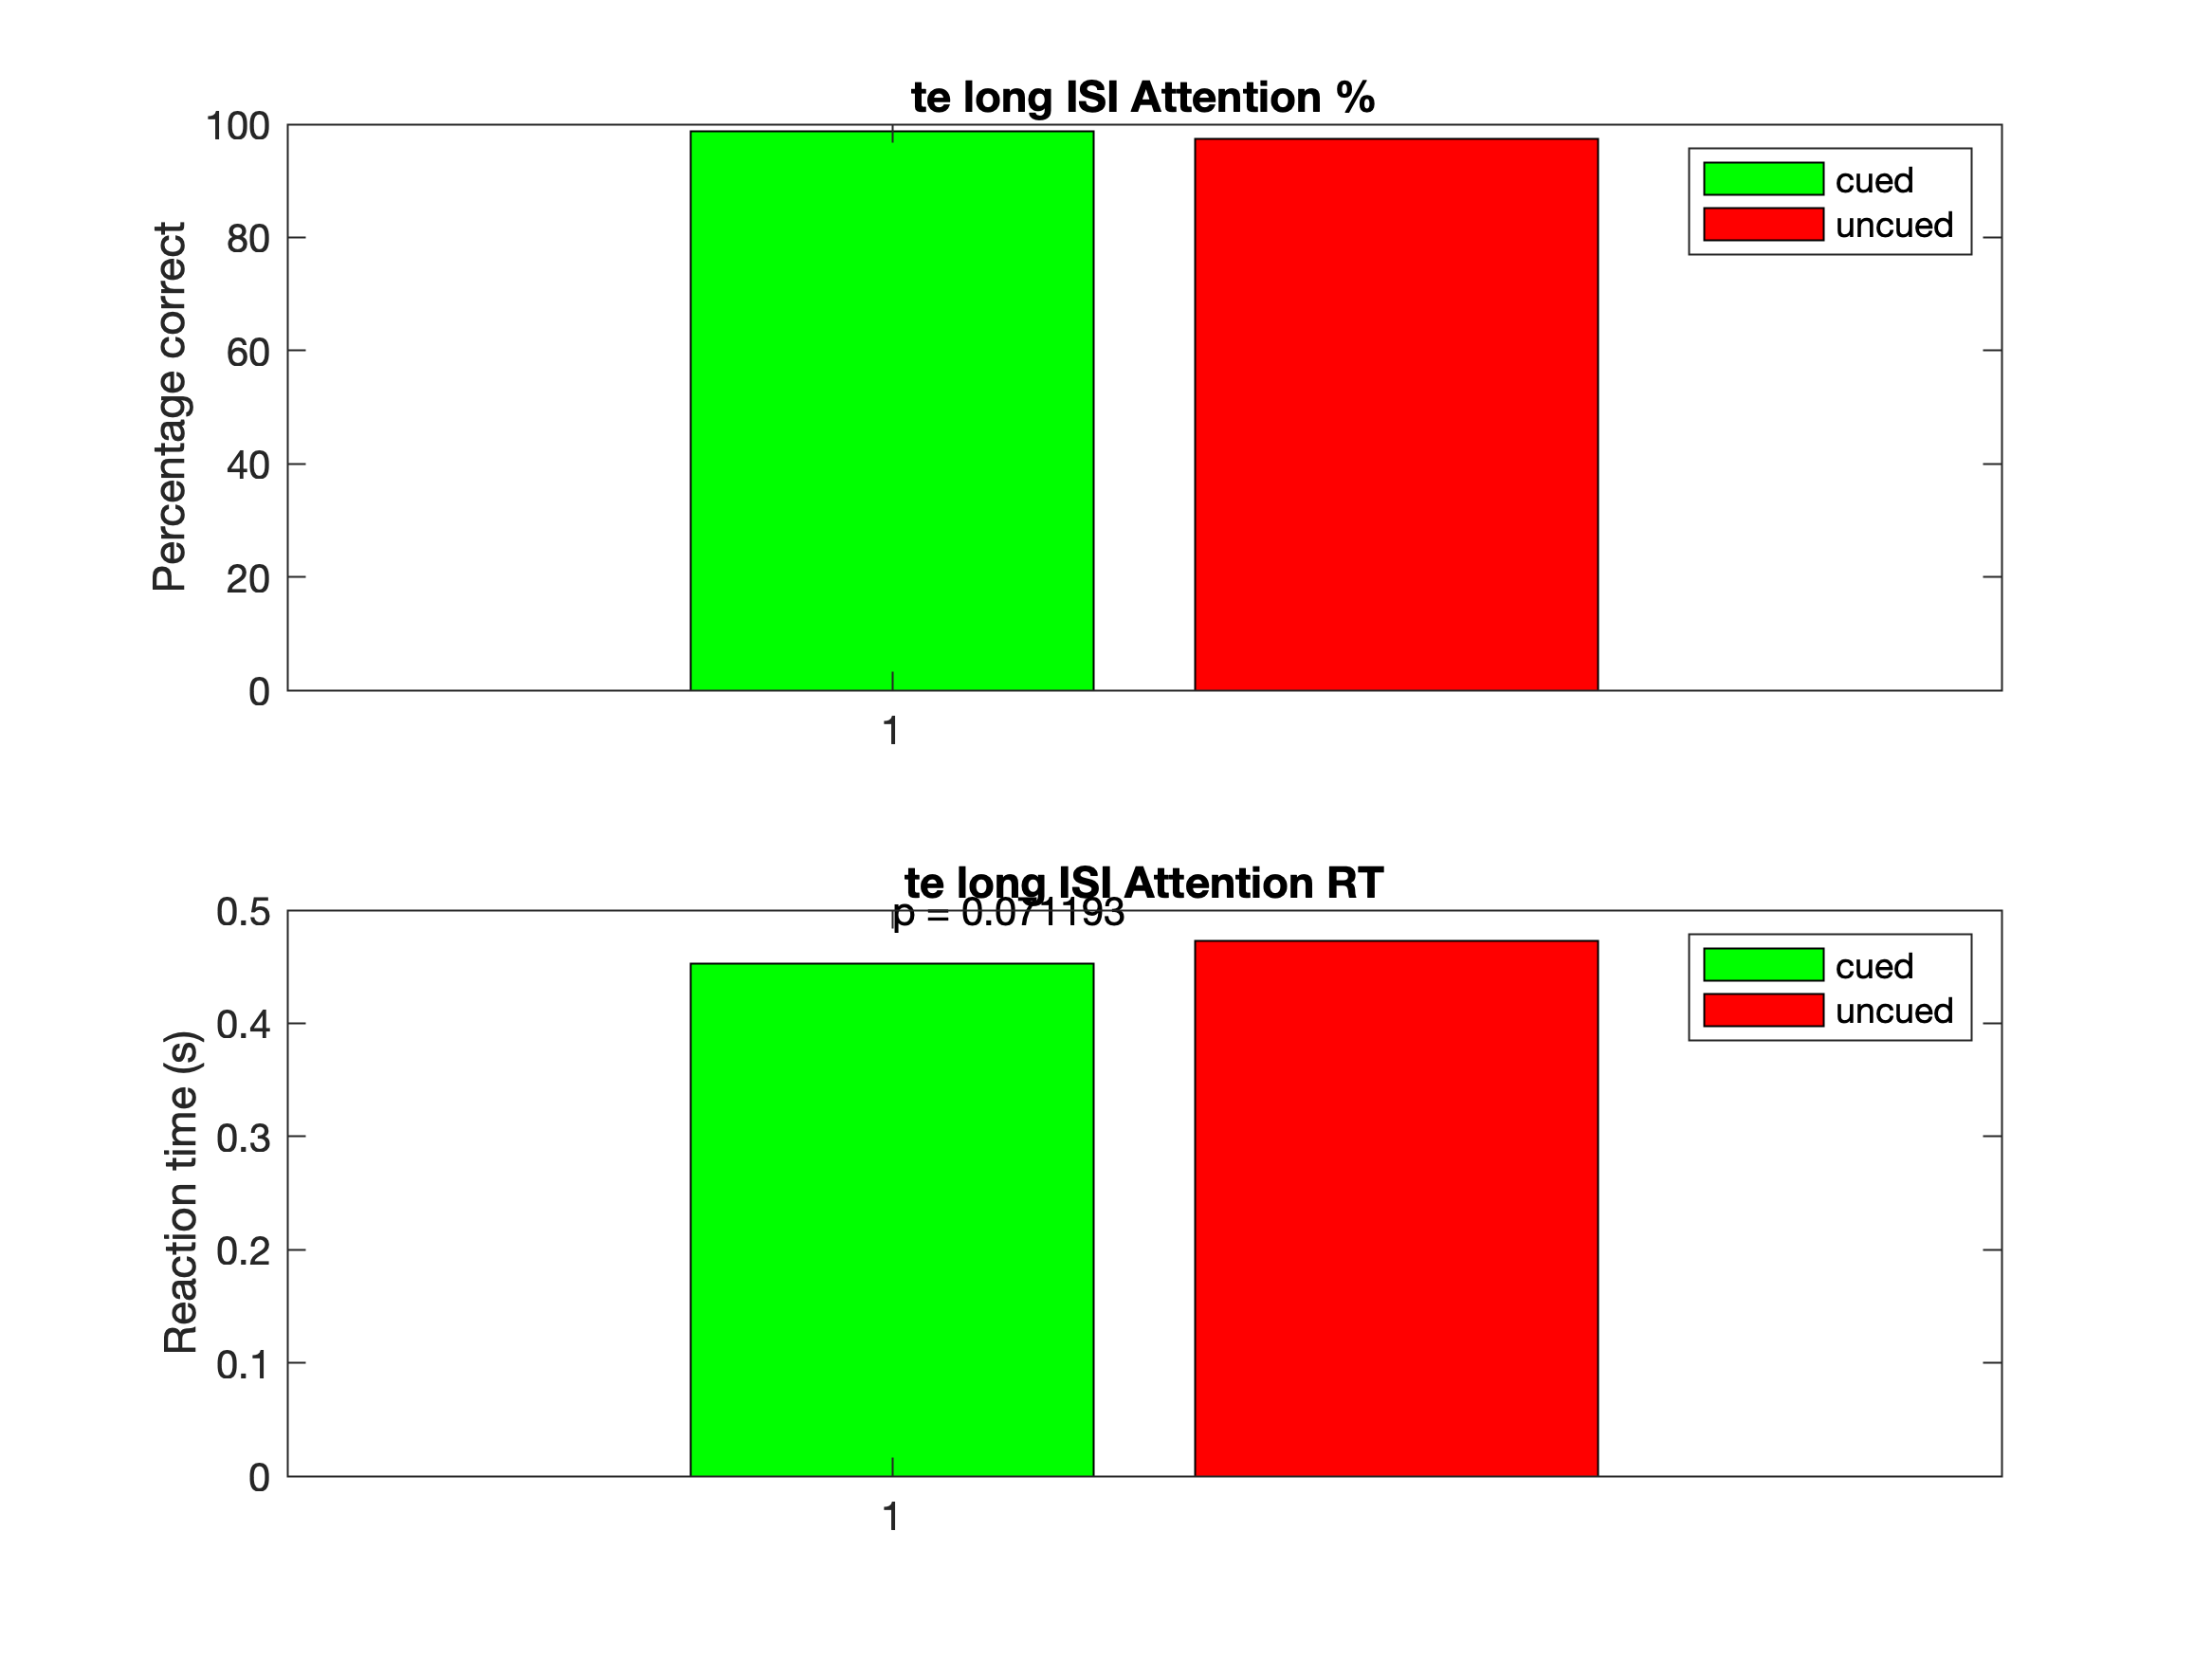 te long ISI Attention %
100
80
60
40
20
0
Percentage correct
cued
uncued
1
te long ISI Attention RT
p = 0.071193
0.5
0.4
0.3
0.2
0.1
0
Reaction time (s)
cued
uncued
1